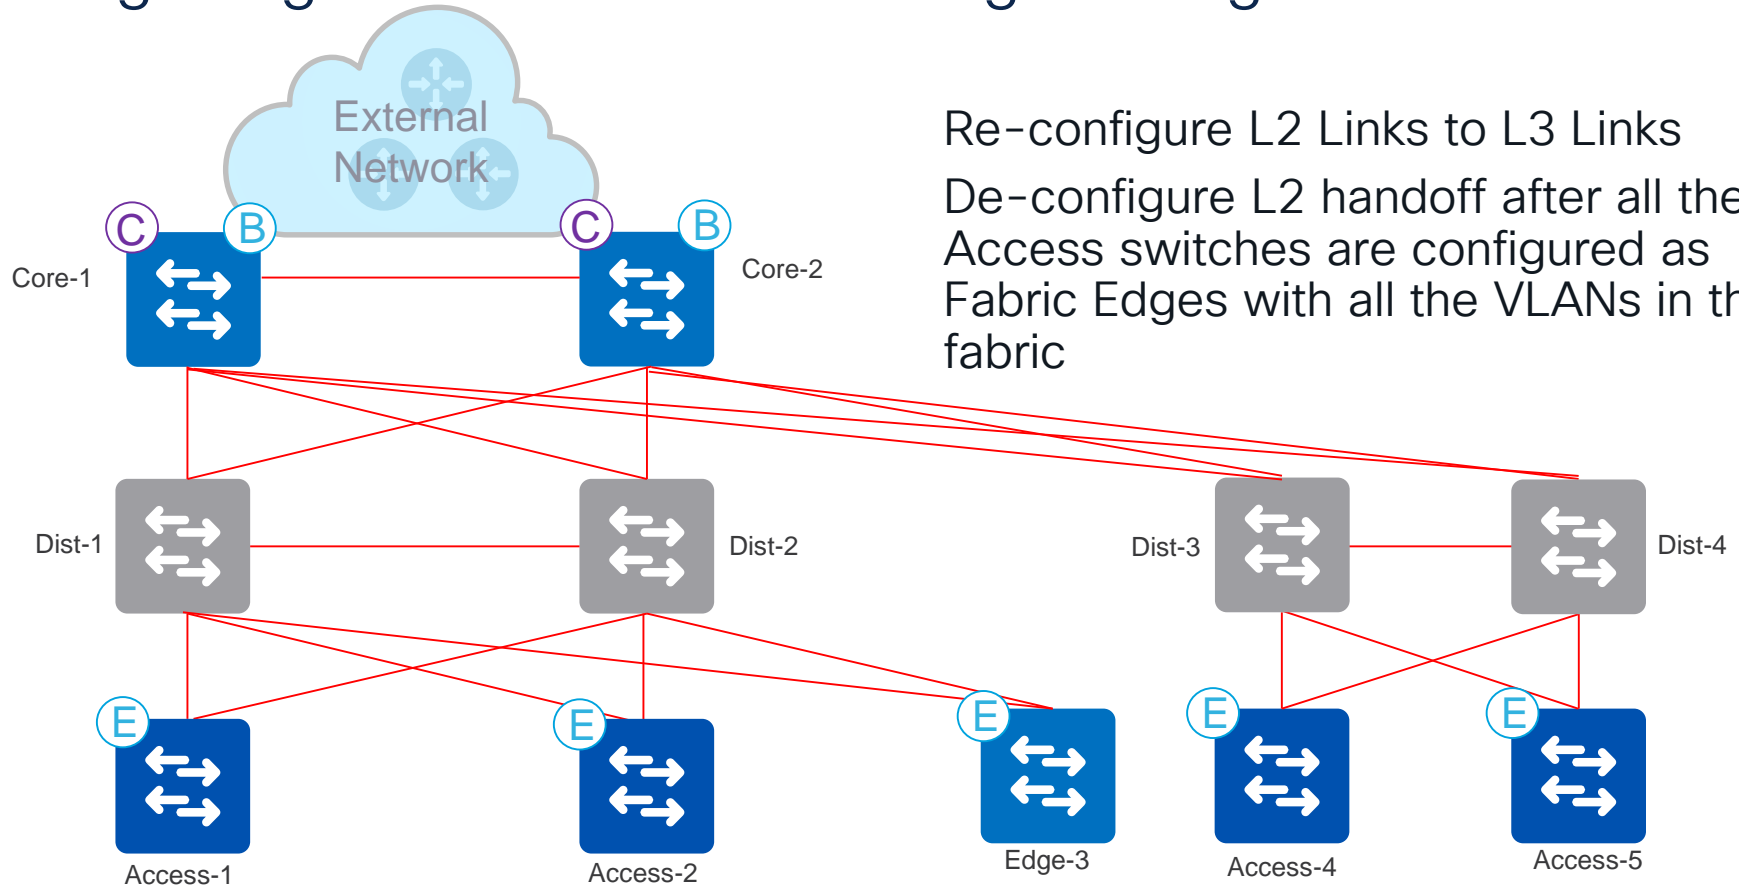 External
Network
Re-configure L2 Links to L3 Links
De-configure L2 handoff after all the
Access switches are configured as
Fabric Edges with all the VLANs in th
fabric
C
B
C
B
Core-1
Core-2
Dist-1
Dist-2
Dist-3
Dist-4
E
E
E
E
E
Access-1
Access-2
Edge-3
Access-4
Access-5